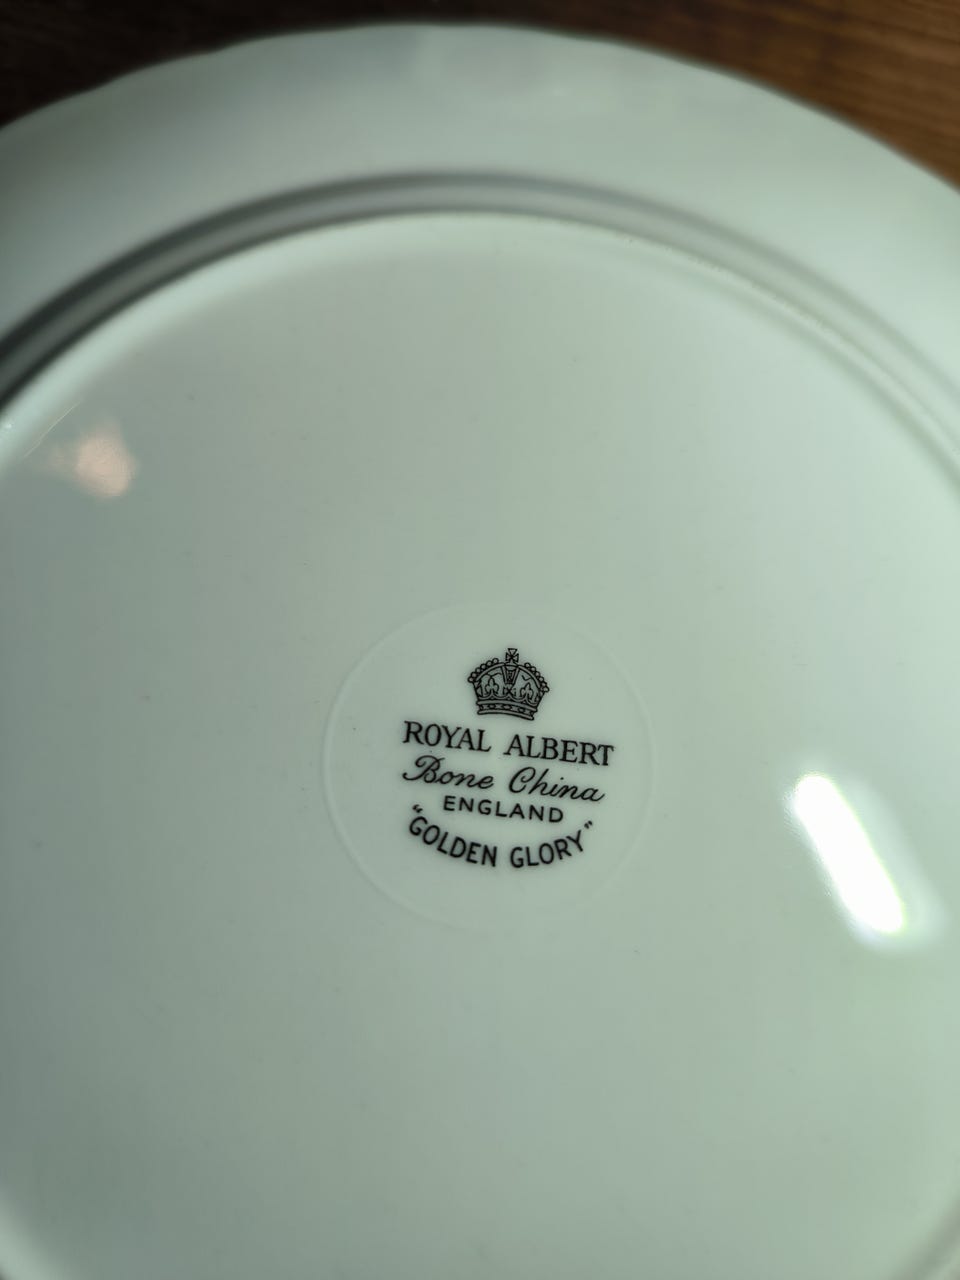 ROYAL ALBERT
Bone China
ENGLAND
"GOLDEN GLORY"